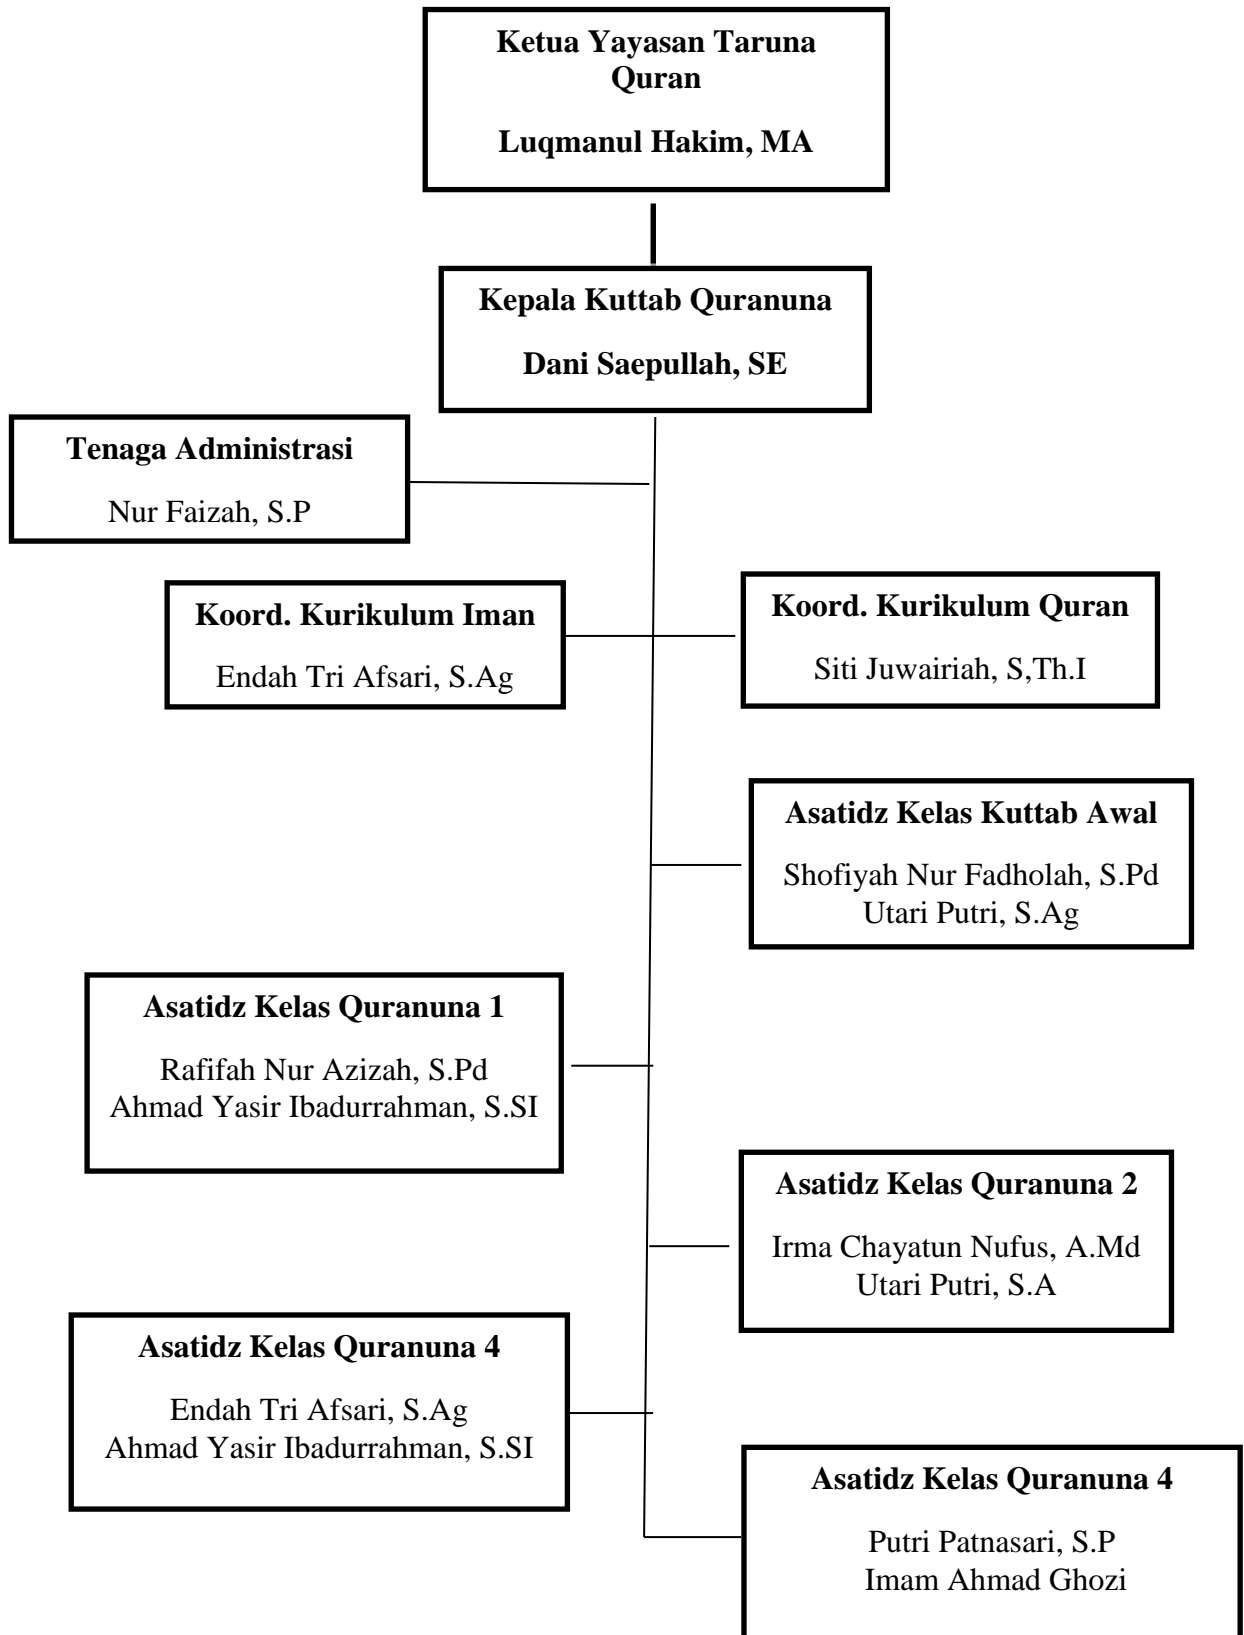 Ketua Yayasan Taruna
Quran
Luqmanul Hakim, MA
Kepala Kuttab Quranuna
Dani Saepullah, SE
Tenaga Administrasi
Nur Faizah, S.P
Koord. Kurikulum Iman
Endah Tri Afsari, S.Ag
Koord. Kurikulum Quran
Siti Juwairiah, S,Th.I
Asatidz Kelas Kuttab Awal
Shofiyah Nur Fadholah, S.Pd
Utari Putri, S.Ag
Asatidz Kelas Quranuna 1
Rafifah Nur Azizah, S.Pd
Ahmad Yasir Ibadurrahman, S.SI
Asatidz Kelas Quranuna 2
Irma Chayatun Nufus, A.Md
Utari Putri, S.A
Asatidz Kelas Quranuna 4
Endah Tri Afsari, S.Ag
Ahmad Yasir Ibadurrahman, S.SI
Asatidz Kelas Quranuna 4
Putri Patnasari, S.P
Imam Ahmad Ghozi